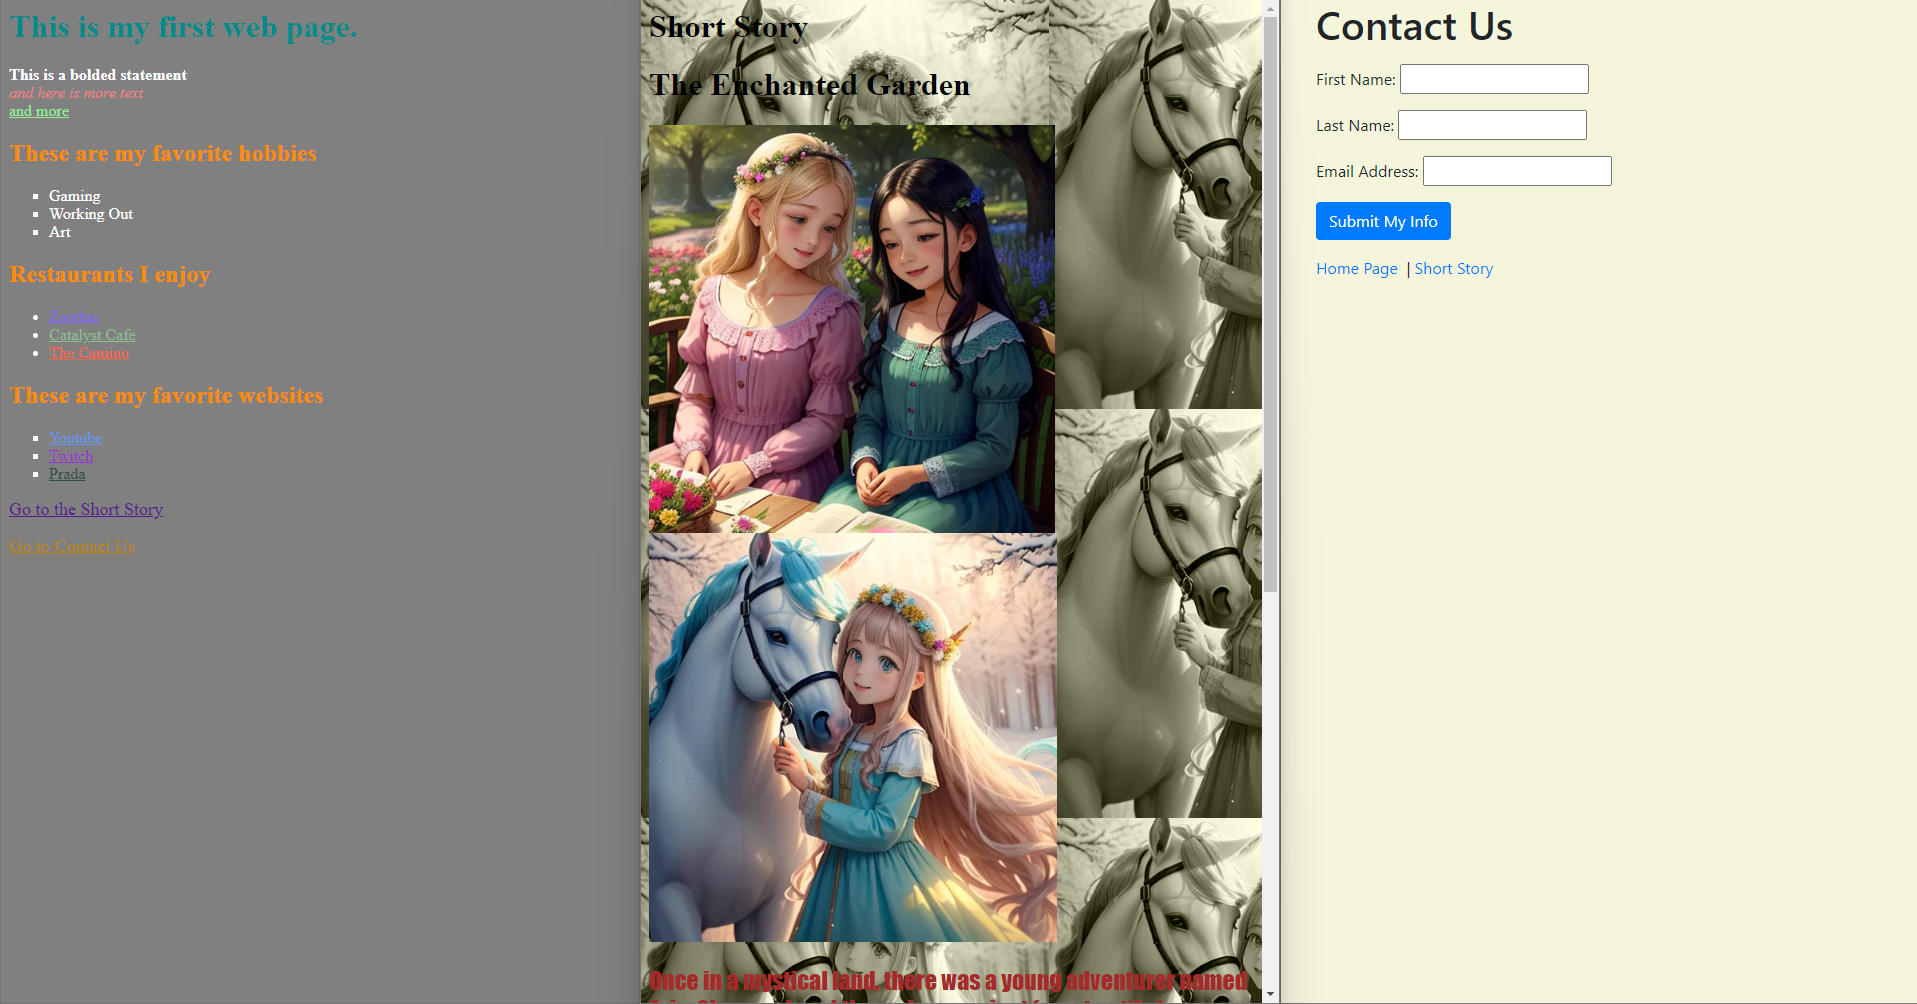 This is my first web page.
This is a bolded statement
and here is more text
and more
These are my favorite hobbies
Gaming
Working Out
Art
Restaurants I enjoy
Catalyst Cafe
The Camino
These are my favorite websites
Youtube
Twitch
Prada
Go to the Short Story
Go to Contact Us
Short Story
The Enchanted Garden
Once in a mystical land, there was a young adventurer named
Contact Us
First Name:
Last Name:
Email Address:
Submit My Info
Home Page | Short Story